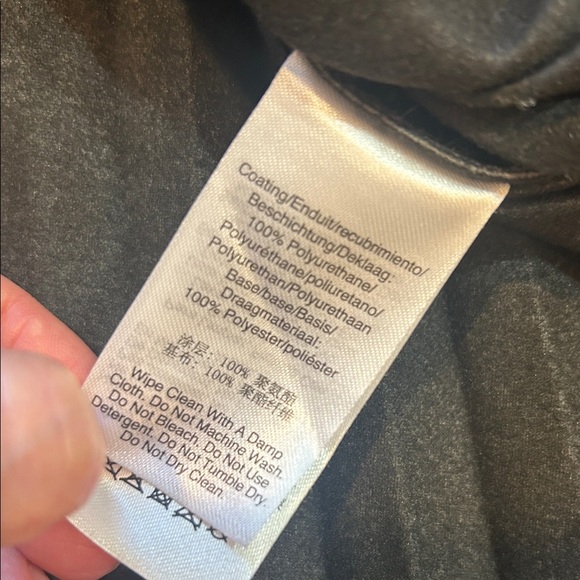 Coating/Enduit/recubrimiento/
Beschichtung/Deklaag:
100% Polyurethane/
Polyuréthane/poliuretano/
Polyurethan/Polyurethaan
Base/base/Basis/
Draagmateriaal:
100% Polyester/poliéster
涂层: 100% 聚氨酯
基布: 100% 聚酯纤维
Wipe Clean With A Damp
Cloth. Do Not Machine Wash.
Do Not Bleach. Do Not Use
Detergent. Do Not Tumble Dry.
Do Not Dry Clean.